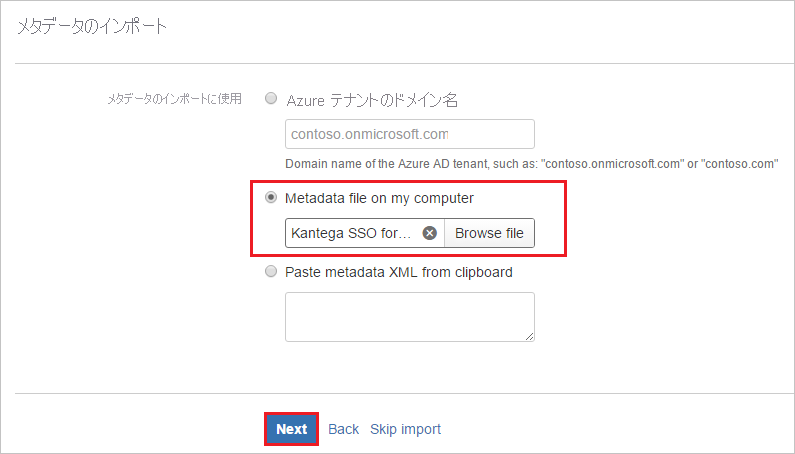 メタデータのインポート
メタデータのインポートに使用
Azure テナントのドメイン名
contoso.onmicrosoft.com
Domain name of the Azure AD tenant, such as: "contoso.onmicrosoft.com" or "contoso.com"
Metadata file on my computer
Kantega SSO for... Browse file
Paste metadata XML from clipboard
Next Back Skip import